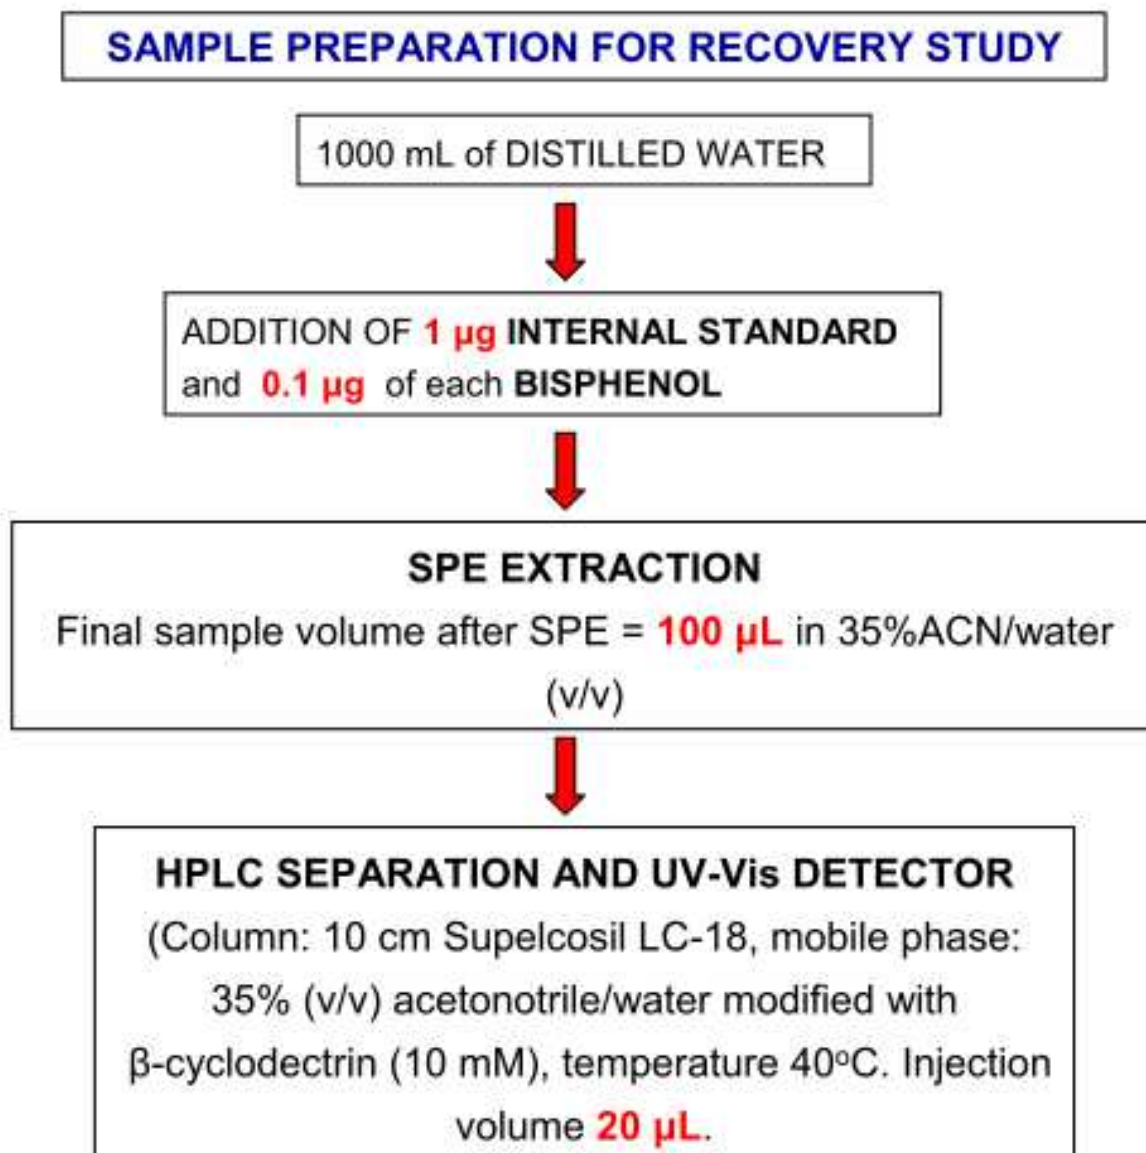 SAMPLE PREPARATION FOR RECOVERY STUDY
1000 mL of DISTILLED WATER
ADDITION OF 1 µg INTERNAL STANDARD
and 0.1 µg of each BISPHENOL
SPE EXTRACTION
Final sample volume after SPE = 100 µL in 35%ACN/water
(v/v)
HPLC SEPARATION AND UV-Vis DETECTOR
(Column: 10 cm Supelcosil LC-18, mobile phase:
35% (v/v) acetonotrile/water modified with
β-cyclodectrin (10 mM), temperature 40ºC. Injection
volume 20 µL.